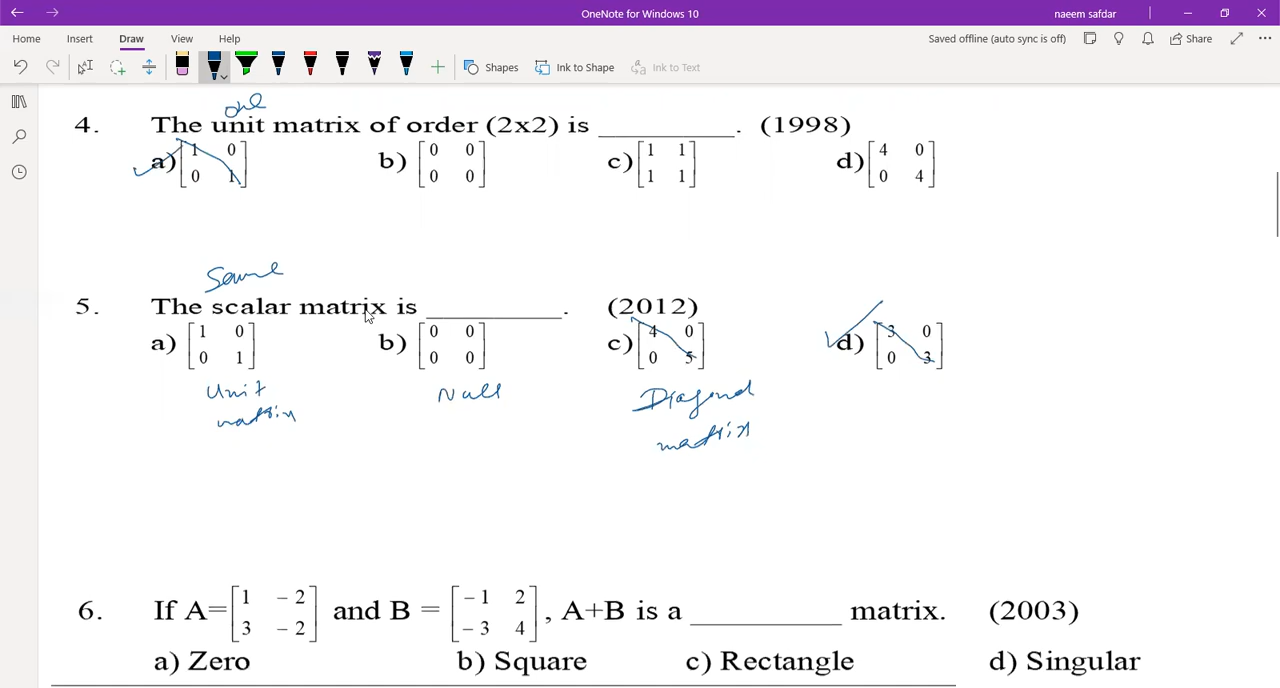 OneNote for Windows 10
naeem safdar
Home Insert Draw View Help
Saved offline (auto sync is off)
Share
Shapes Ink to Shape Ink to Text
one
4. The unit matrix of order (2x2) is __________. (1998)
a) [1 0 b) [0 0 c) [1 1 d) [4 0
0 1] 0 0] 1 1] 0 4]
Same
5. The scalar matrix is __________. (2012)
a) [1 0 b) [0 0 c) [4 0 d) [3 0
0 1] 0 0] 0 5] 0 3]
Unit Null Diagonal
matrix matrix
6. If A= [1 -2 and B = [-1 2 , A+B is a __________ matrix. (2003)
3 -2] -3 4]
a) Zero b) Square c) Rectangle d) Singular